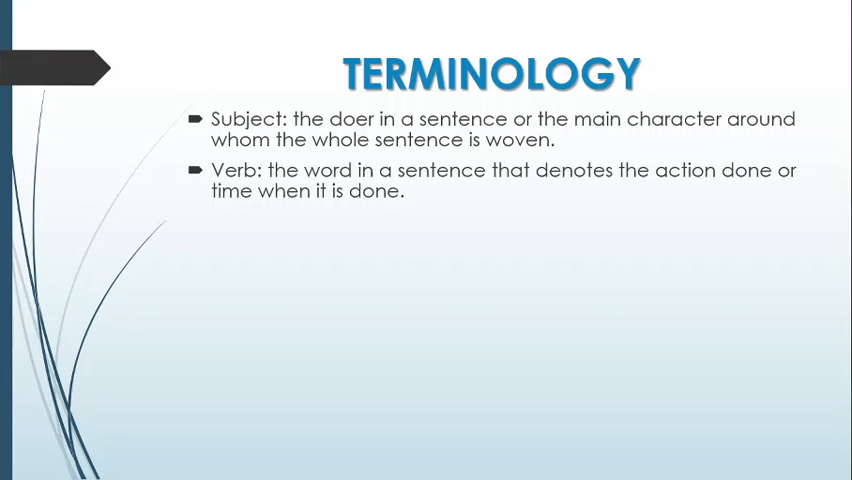 TERMINOLOGY
Subject: the doer in a sentence or the main character around
whom the whole sentence is woven.
Verb: the word in a sentence that denotes the action done or
time when it is done.